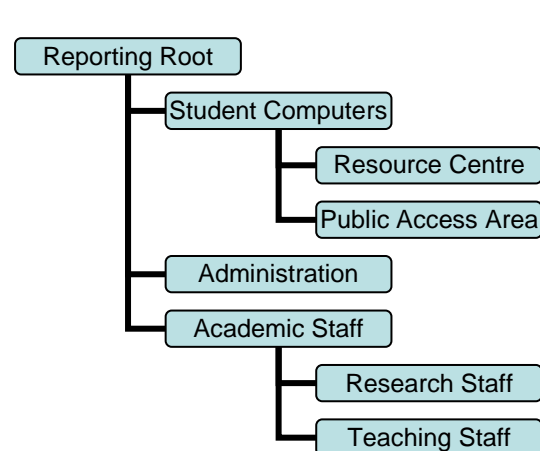 Reporting Root
Student Computers
Resource Centre
Public Access Area
Administration
Academic Staff
Research Staff
Teaching Staff